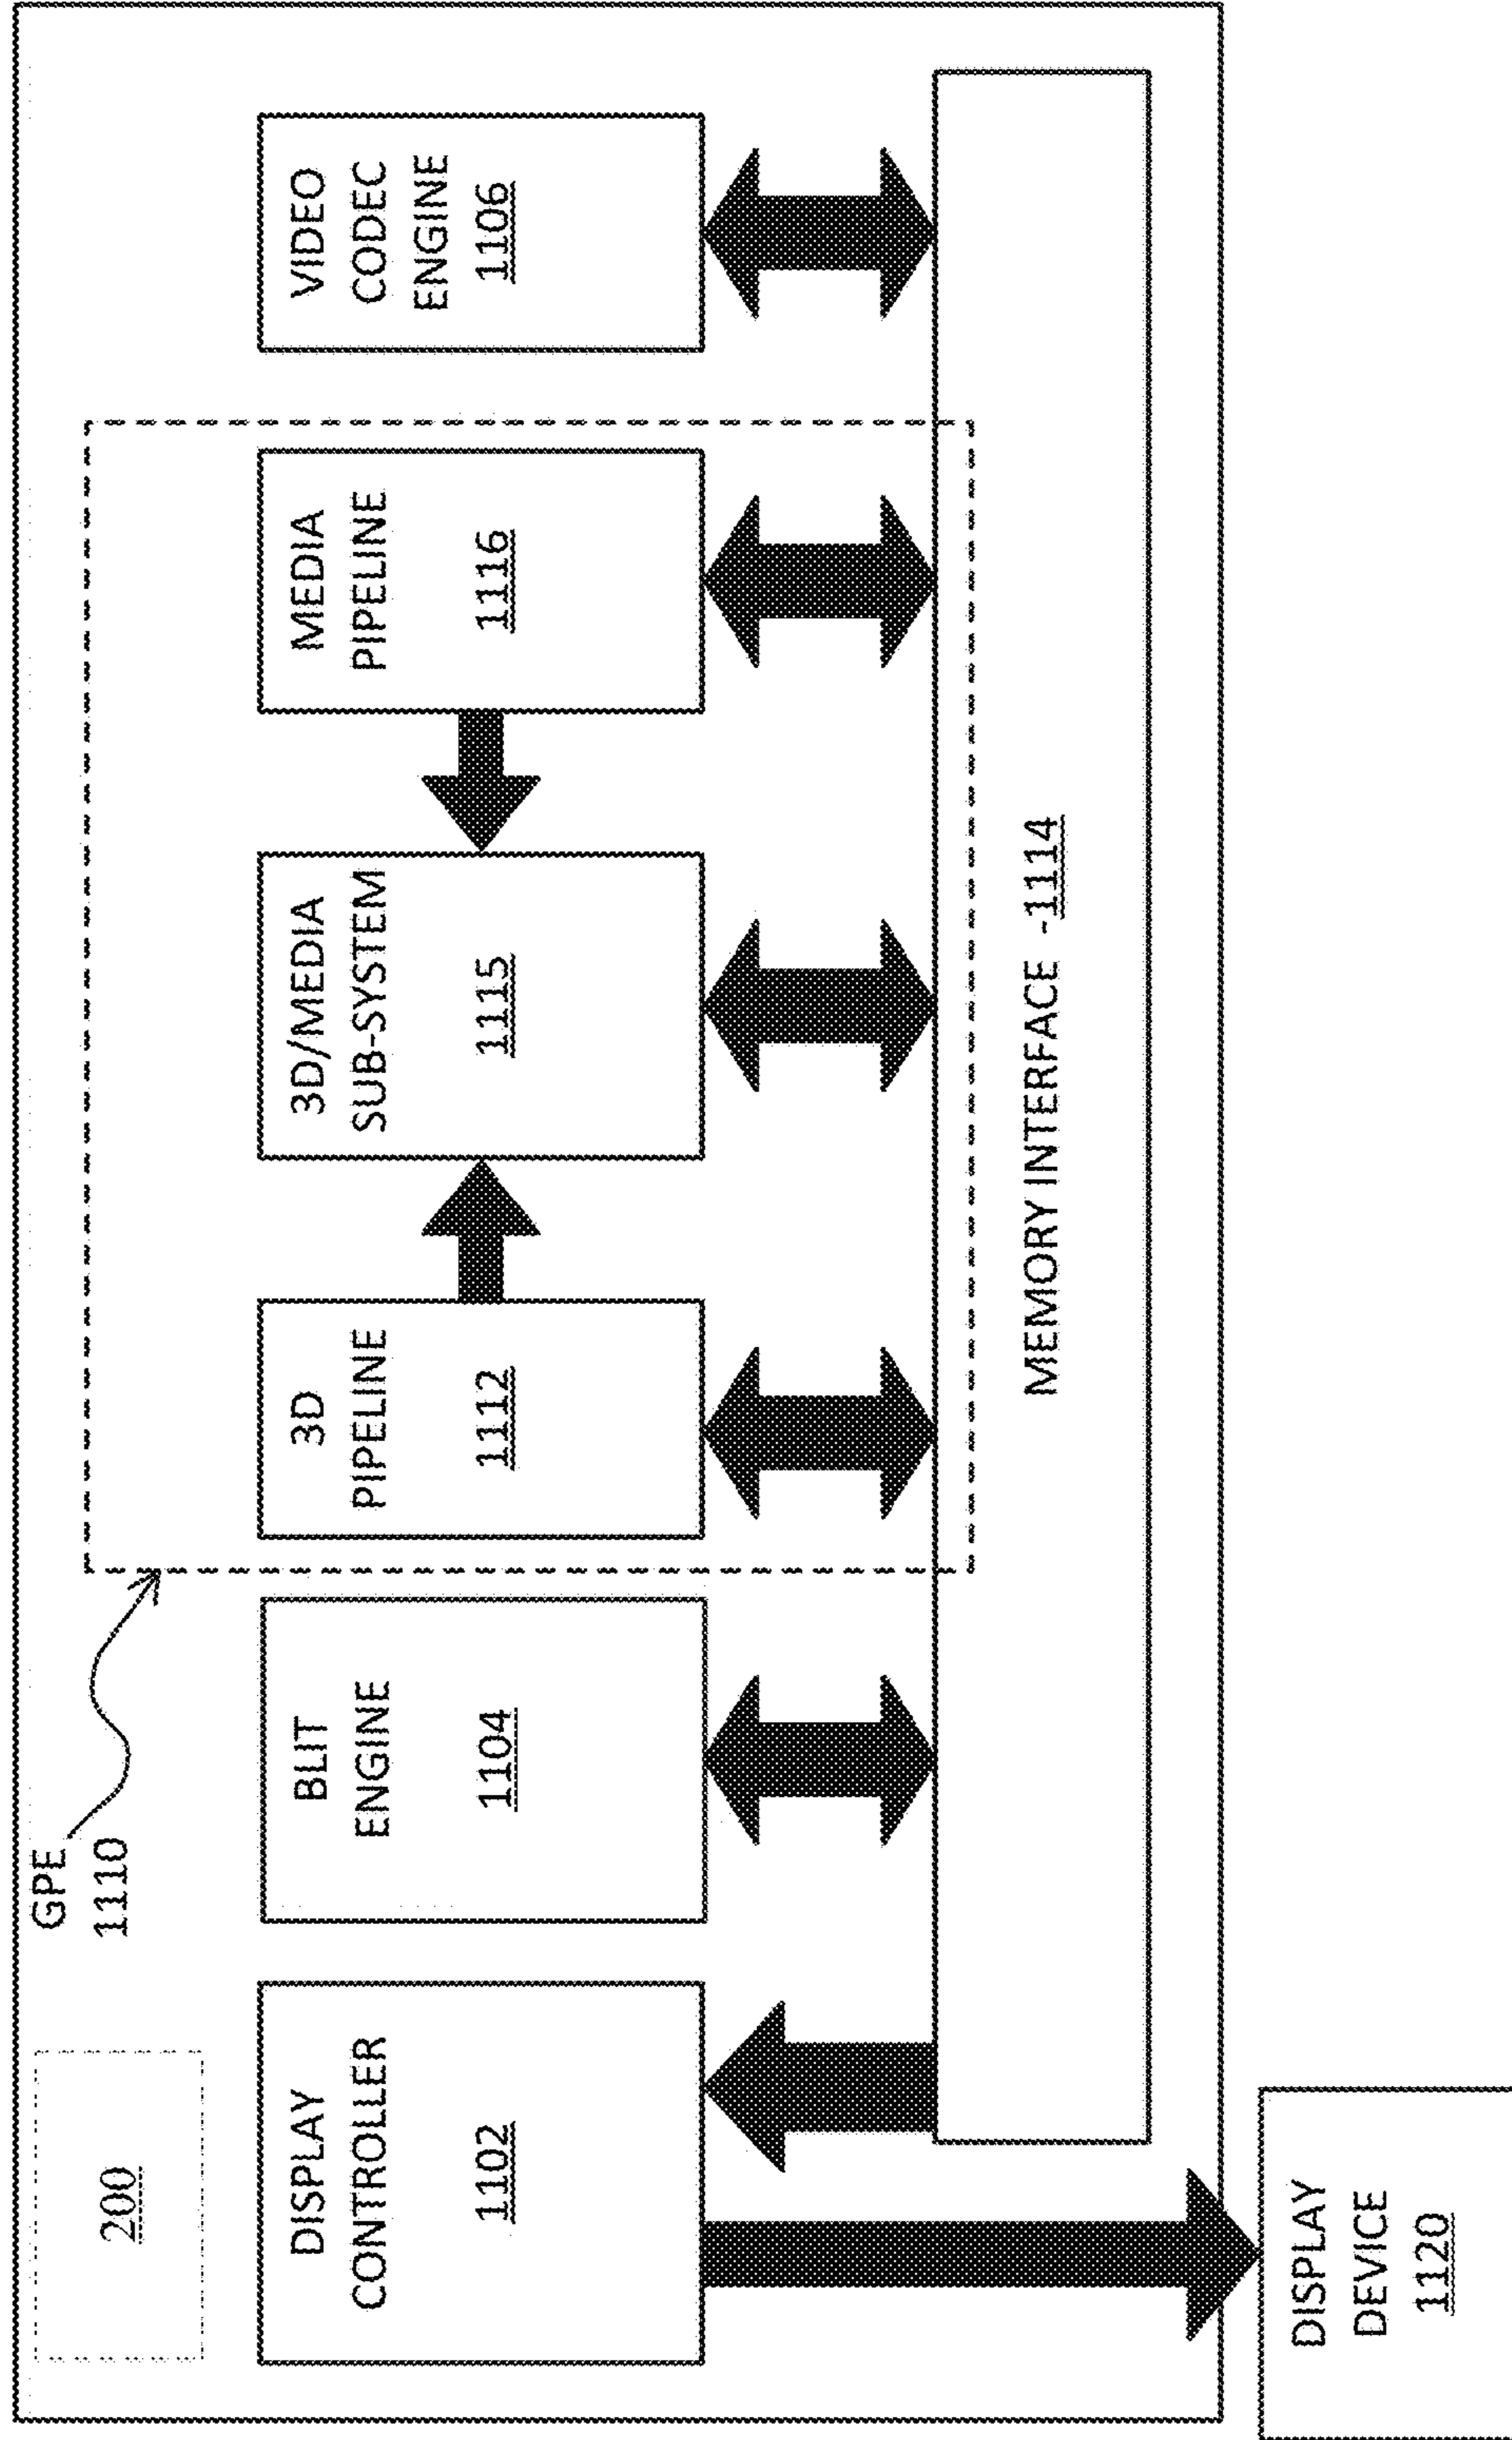 200
GPE
1110
DISPLAY
CONTROLLER
1102
BLIT
ENGINE
1104
3D
PIPELINE
1112
3D/MEDIA
SUB-SYSTEM
1115
MEDIA
PIPELINE
1116
VIDEO
CODEC
ENGINE
1106
MEMORY INTERFACE -1114
DISPLAY
DEVICE
1120